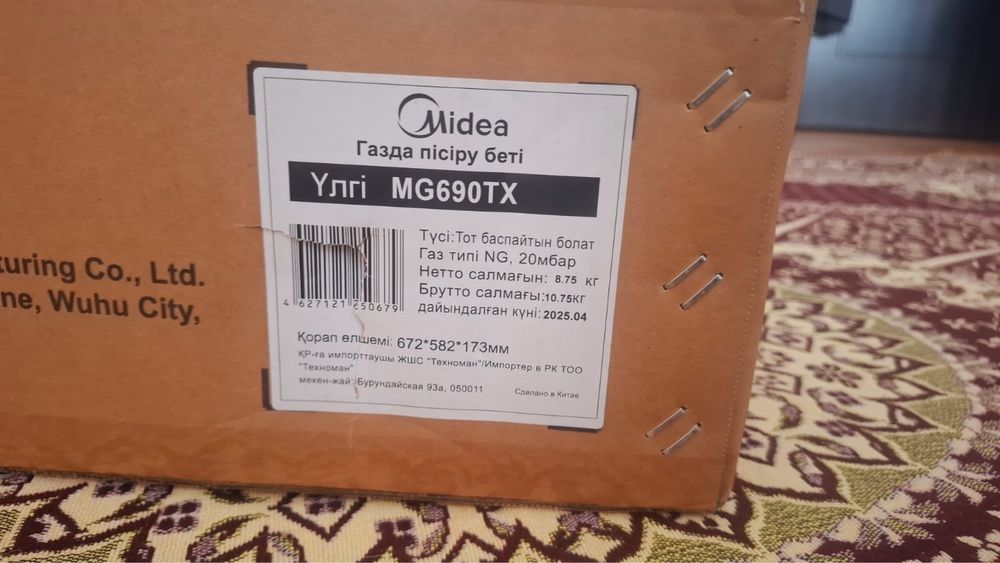 Midea
Газда пісіру беті
Үлгі MG690TX
Түсі:Тот баспайтын болат
Газ типі NG, 20мбар
Нетто салмағын: 8.75 кг
Брутто салмағы:10.75КГ
дайындалған күні: 2025.04
4 627121 250679
Қорап өлшемі: 672*582*173мм
ҚР-ға импорттаушы ЖШС "Техноман"/Импортер в РК ТОО
"Техноман"
мекен-жай: Бурундайская 93а, 050011
Сделано в Китае
turing Co., Ltd.
ne, Wuhu City,